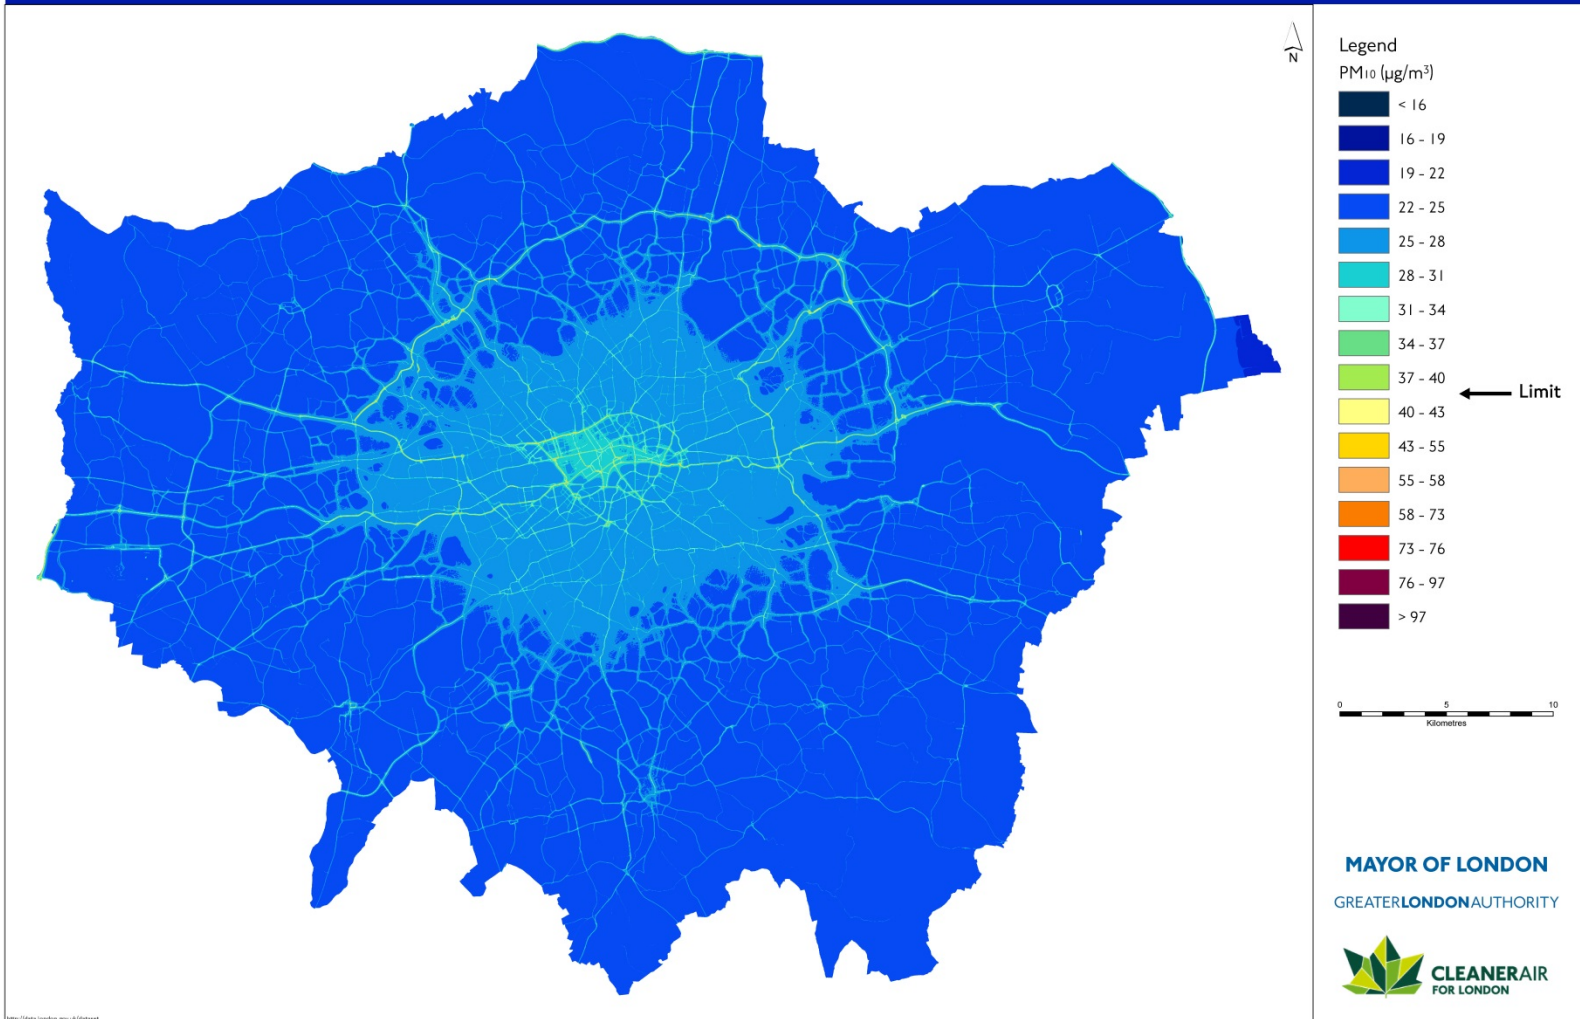 N
Legend
PM10 (µg/m³)
< 16
16 - 19
19 - 22
22 - 25
25 - 28
28 - 31
31 - 34
34 - 37
37 - 40
Limit
40 - 43
43 - 55
55 - 58
58 - 73
73 - 76
76 - 97
> 97
0 5 10
Kilometres
MAYOR OF LONDON
GREATERLONDONAUTHORITY
CLEANERAIR
FOR LONDON